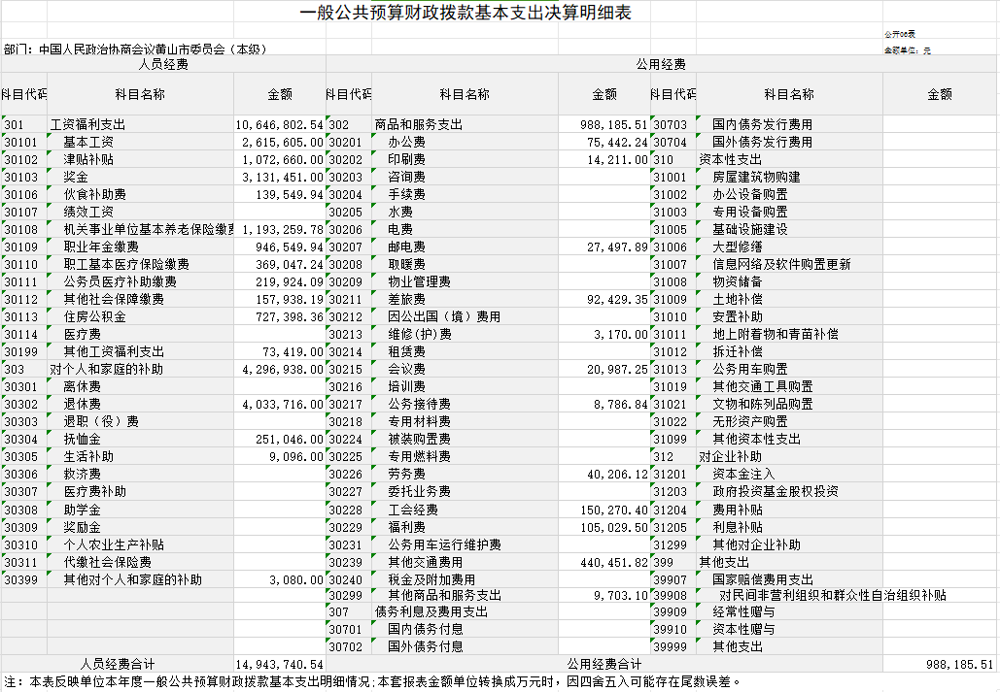 一般公共预算财政拨款基本支出决算明细表
公开06表
部门：中国人民政治协商会议黄山市委员会（本级） 金额单位：元
人员经费 公用经费
科目代码 科目名称 金额 科目代码 科目名称 金额 科目代码 科目名称 金额
301 工资福利支出 10,646,802.54 302 商品和服务支出 988,185.51 30703 国内债务发行费用
30101 基本工资 2,615,605.00 30201 办公费 75,442.24 30704 国外债务发行费用
30102 津贴补贴 1,072,660.00 30202 印刷费 14,211.00 310 资本性支出
30103 奖金 3,131,451.00 30203 咨询费 31001 房屋建筑物购建
30106 伙食补助费 139,549.94 30204 手续费 31002 办公设备购置
30107 绩效工资 30205 水费 31003 专用设备购置
30108 机关事业单位基本养老保险缴费 1,193,259.78 30206 电费 31005 基础设施建设
30109 职业年金缴费 946,549.94 30207 邮电费 27,497.89 31006 大型修缮
30110 职工基本医疗保险缴费 369,047.24 30208 取暖费 31007 信息网络及软件购置更新
30111 公务员医疗补助缴费 219,924.09 30209 物业管理费 31008 物资储备
30112 其他社会保障缴费 157,938.19 30211 差旅费 92,429.35 31009 土地补偿
30113 住房公积金 727,398.36 30212 因公出国（境）费用 31010 安置补助
30114 医疗费 30213 维修(护)费 3,170.00 31011 地上附着物和青苗补偿
30199 其他工资福利支出 73,419.00 30214 租赁费 31012 拆迁补偿
303 对个人和家庭的补助 4,296,938.00 30215 会议费 20,987.25 31013 公务用车购置
30301 离休费 30216 培训费 31019 其他交通工具购置
30302 退休费 4,033,716.00 30217 公务接待费 8,786.84 31021 文物和陈列品购置
30303 退职（役）费 30218 专用材料费 31022 无形资产购置
30304 抚恤金 251,046.00 30224 被装购置费 31099 其他资本性支出
30305 生活补助 9,096.00 30225 专用燃料费 312 对企业补助
30306 救济费 30226 劳务费 40,206.12 31201 资本金注入
30307 医疗费补助 30227 委托业务费 31203 政府投资基金股权投资
30308 助学金 30228 工会经费 150,270.40 31204 费用补贴
30309 奖励金 30229 福利费 105,029.50 31205 利息补贴
30310 个人农业生产补贴 30231 公务用车运行维护费 31299 其他对企业补助
30311 代缴社会保险费 30239 其他交通费用 440,451.82 399 其他支出
30399 其他对个人和家庭的补助 3,080.00 30240 税金及附加费用 39907 国家赔偿费用支出
30299 其他商品和服务支出 9,703.10 39908 对民间非营利组织和群众性自治组织补贴
307 债务利息及费用支出 39909 经常性赠与
30701 国内债务付息 39910 资本性赠与
30702 国外债务付息 39999 其他支出
人员经费合计 14,943,740.54 公用经费合计 988,185.51
注：本表反映单位本年度一般公共预算财政拨款基本支出明细情况;本套报表金额单位转换成万元时，因四舍五入可能存在尾数误差。